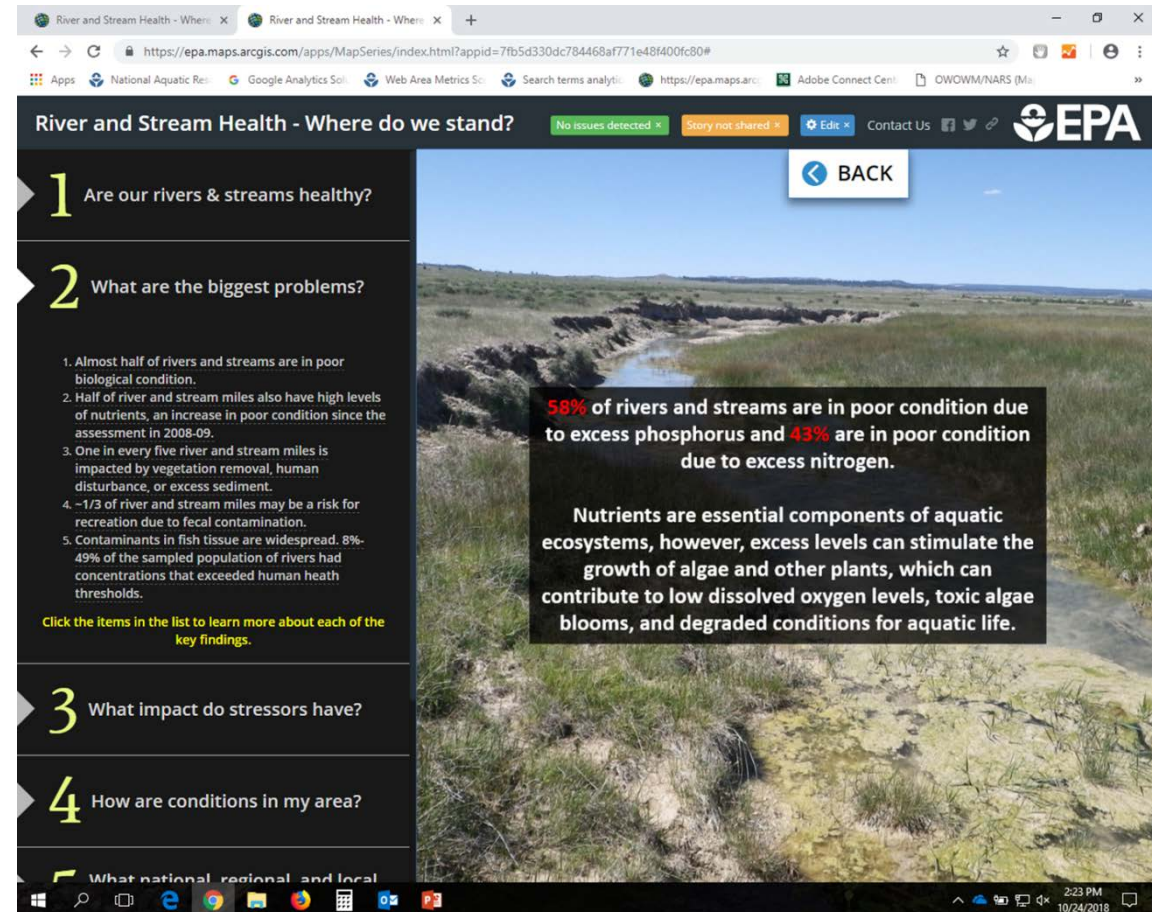 River and Stream Health - Where
River and Stream Health - Where
https://epa.maps.arcgis.com/apps/MapSeries/index.html?appid=7fb5d330dc784468af771e48f400fc80#
Apps
National Aquatic Res
Google Analytics Sol
Web Area Metrics Sc
Search terms analytic
https://epa.maps.arc
Adobe Connect Cent
OWOWM/NARS (Ma
River and Stream Health - Where do we stand?
No issues detected ×
Story not shared ×
Edit ×
Contact Us
EPA
BACK
1 Are our rivers & streams healthy?
2 What are the biggest problems?
1. Almost half of rivers and streams are in poor
biological condition.
2. Half of river and stream miles also have high levels
of nutrients, an increase in poor condition since the
assessment in 2008-09.
3. One in every five river and stream miles is
impacted by vegetation removal, human
disturbance, or excess sediment.
4. ~1/3 of river and stream miles may be a risk for
recreation due to fecal contamination.
5. Contaminants in fish tissue are widespread. 8%-
49% of the sampled population of rivers had
concentrations that exceeded human heath
thresholds.
Click the items in the list to learn more about each of the
key findings.
3 What impact do stressors have?
4 How are conditions in my area?
5 What national, regional, and local
58% of rivers and streams are in poor condition due
to excess phosphorus and 43% are in poor condition
due to excess nitrogen.
Nutrients are essential components of aquatic
ecosystems, however, excess levels can stimulate the
growth of algae and other plants, which can
contribute to low dissolved oxygen levels, toxic algae
blooms, and degraded conditions for aquatic life.
2:23 PM
10/24/2018